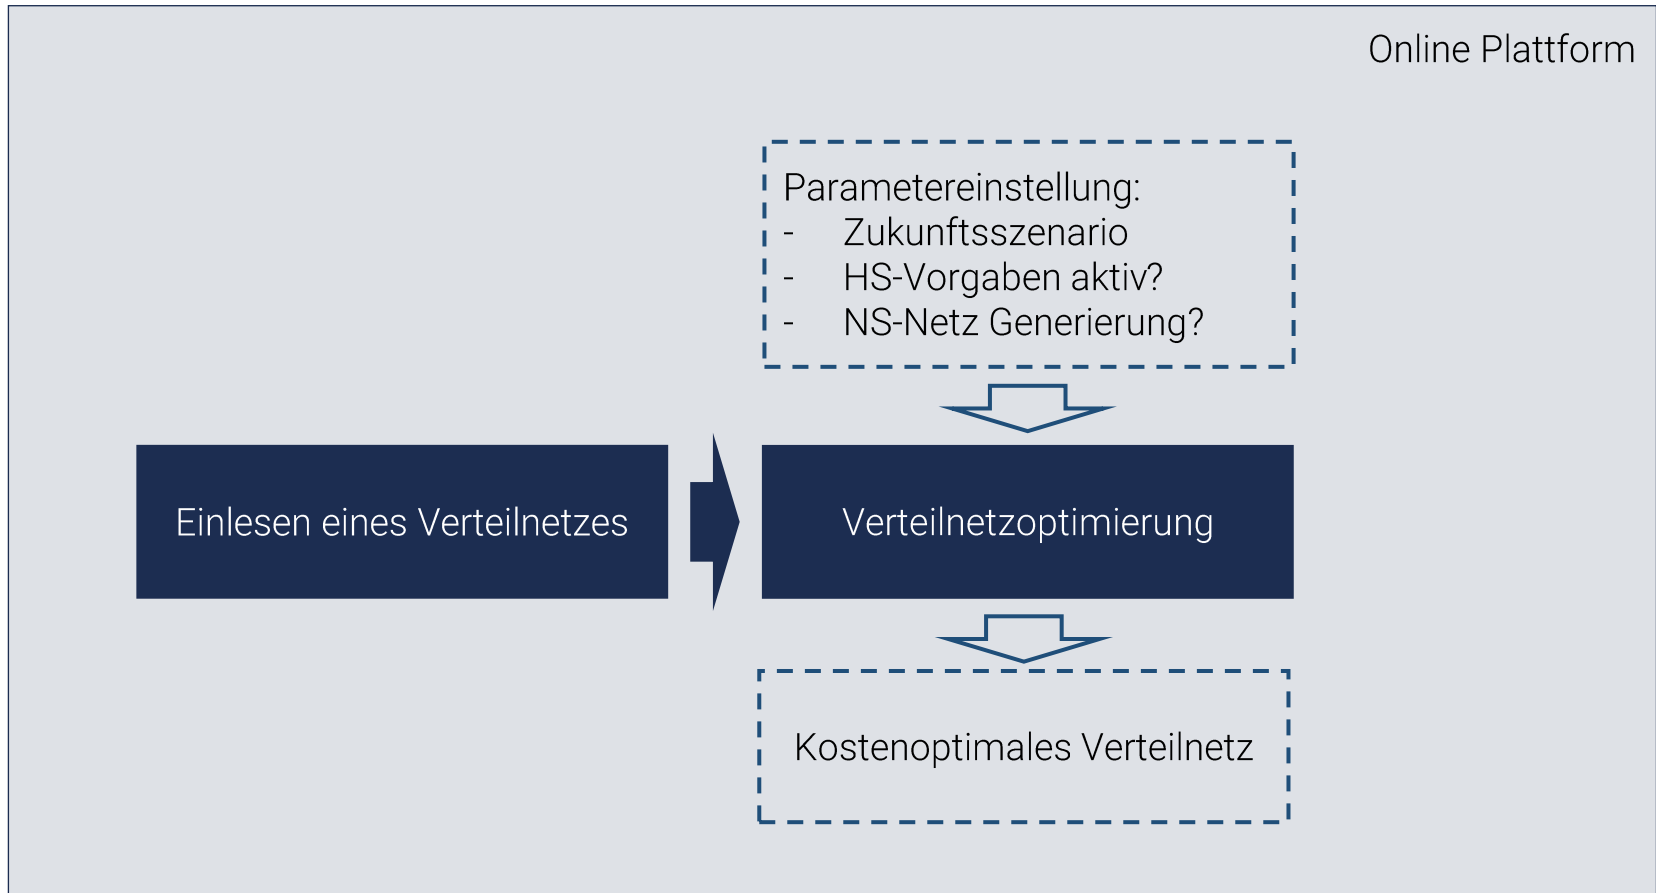 Online Plattform
Parametereinstellung:
- Zukunftsszenario
- HS-Vorgaben aktiv?
- NS-Netz Generierung?
Einlesen eines Verteilnetzes
Verteilnetzoptimierung
Kostenoptimales Verteilnetz